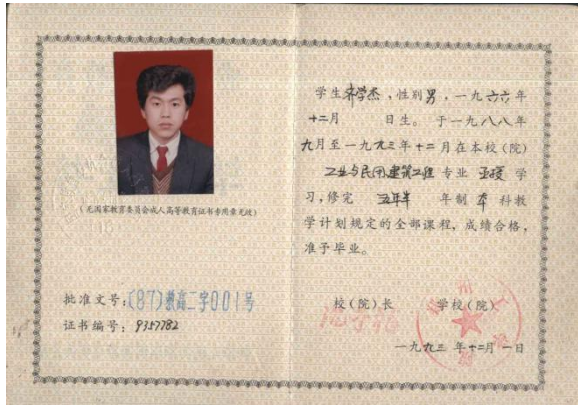 (无国家教育委员会成人高等教育证书专用章无效)
批准文号:(87)教高二字001号
证书编号: 9357782
学生齐学杰,性别男,一九六六年
十二月 日生。于一九八八年
九月至一九九三年十二月在本校(院)
工业与民用建筑工程专业 学
习,修完 五年半 年制 本 科教
学计划规定的全部课程,成绩合格,
准予毕业。
校(院)长 学校(院)
一九九三年十二月一日